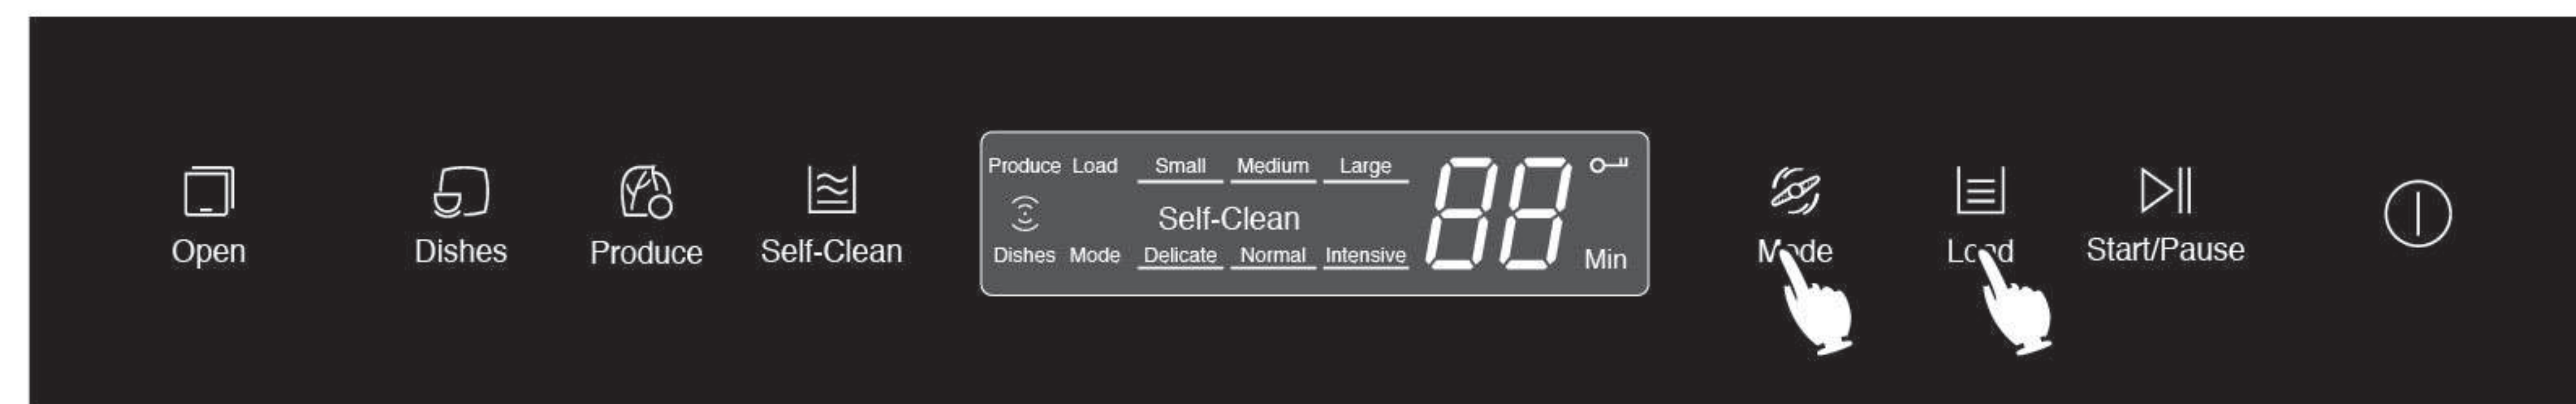 Open
Dishes
Produce
Self-Clean
Produce Load Small Medium Large
Self-Clean
Dishes Mode Delicate Normal Intensive
88
Min
Mode
Load
Start/Pause